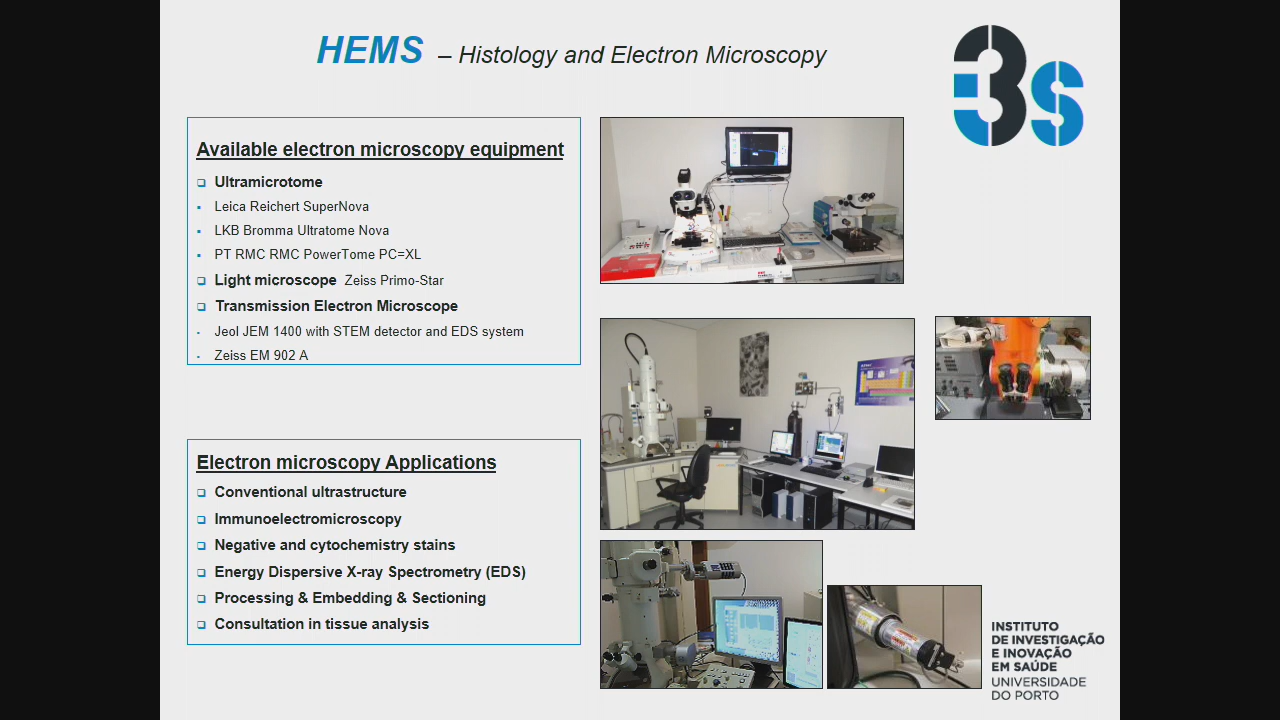 HEMS – Histology and Electron Microscopy
3s
Available electron microscopy equipment
Ultramicrotome
Leica Reichert SuperNova
LKB Bromma Ultratome Nova
PT RMC RMC PowerTome PC=XL
Light microscope Zeiss Primo-Star
Transmission Electron Microscope
Jeol JEM 1400 with STEM detector and EDS system
Zeiss EM 902 A
Electron microscopy Applications
Conventional ultrastructure
Immunoelectromicroscopy
Negative and cytochemistry stains
Energy Dispersive X-ray Spectrometry (EDS)
Processing & Embedding & Sectioning
Consultation in tissue analysis
INSTITUTO
DE INVESTIGAÇÃO
E INOVAÇÃO
EM SAÚDE
UNIVERSIDADE
DO PORTO